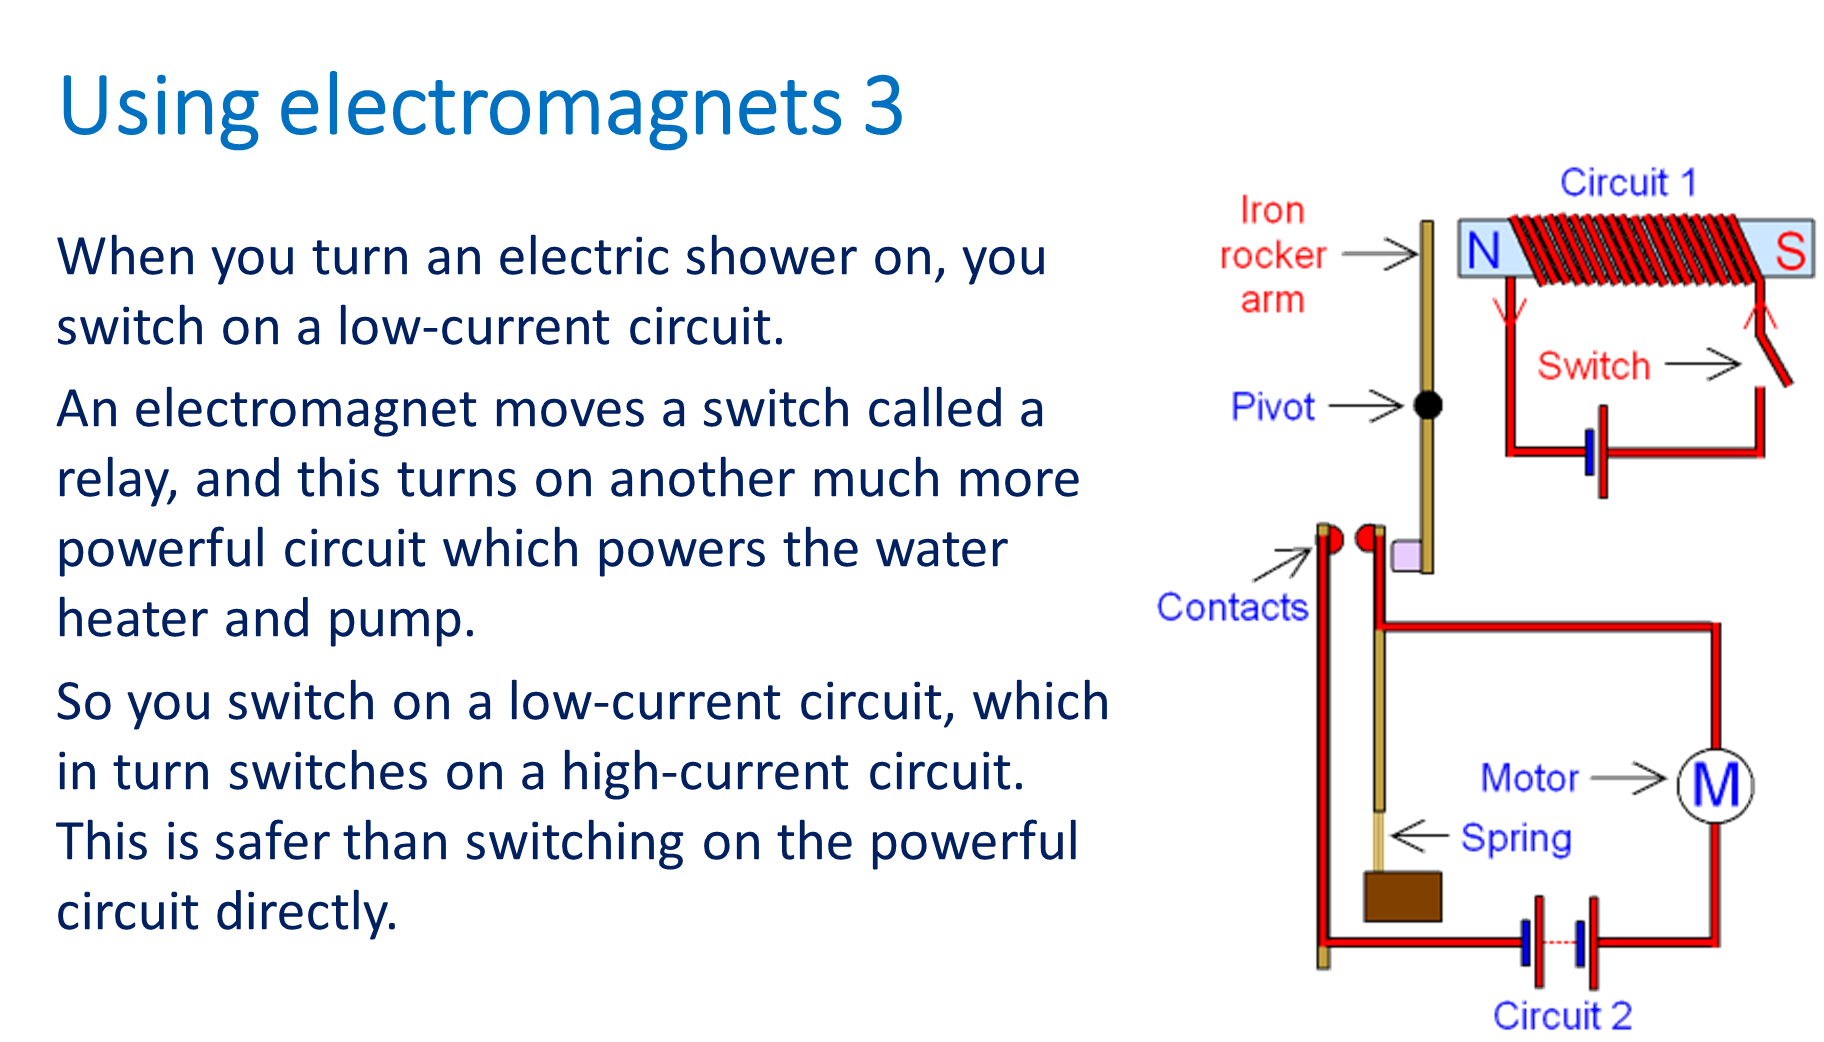 Using electromagnets 3
When you turn an electric shower on, you
switch on a low-current circuit.
An electromagnet moves a switch called a
relay, and this turns on another much more
powerful circuit which powers the water
heater and pump.
So you switch on a low-current circuit, which
in turn switches on a high-current circuit.
This is safer than switching on the powerful
circuit directly.
Circuit 1
Iron
rocker
arm
N
S
Switch
Pivot
Contacts
Motor
M
Spring
Circuit 2